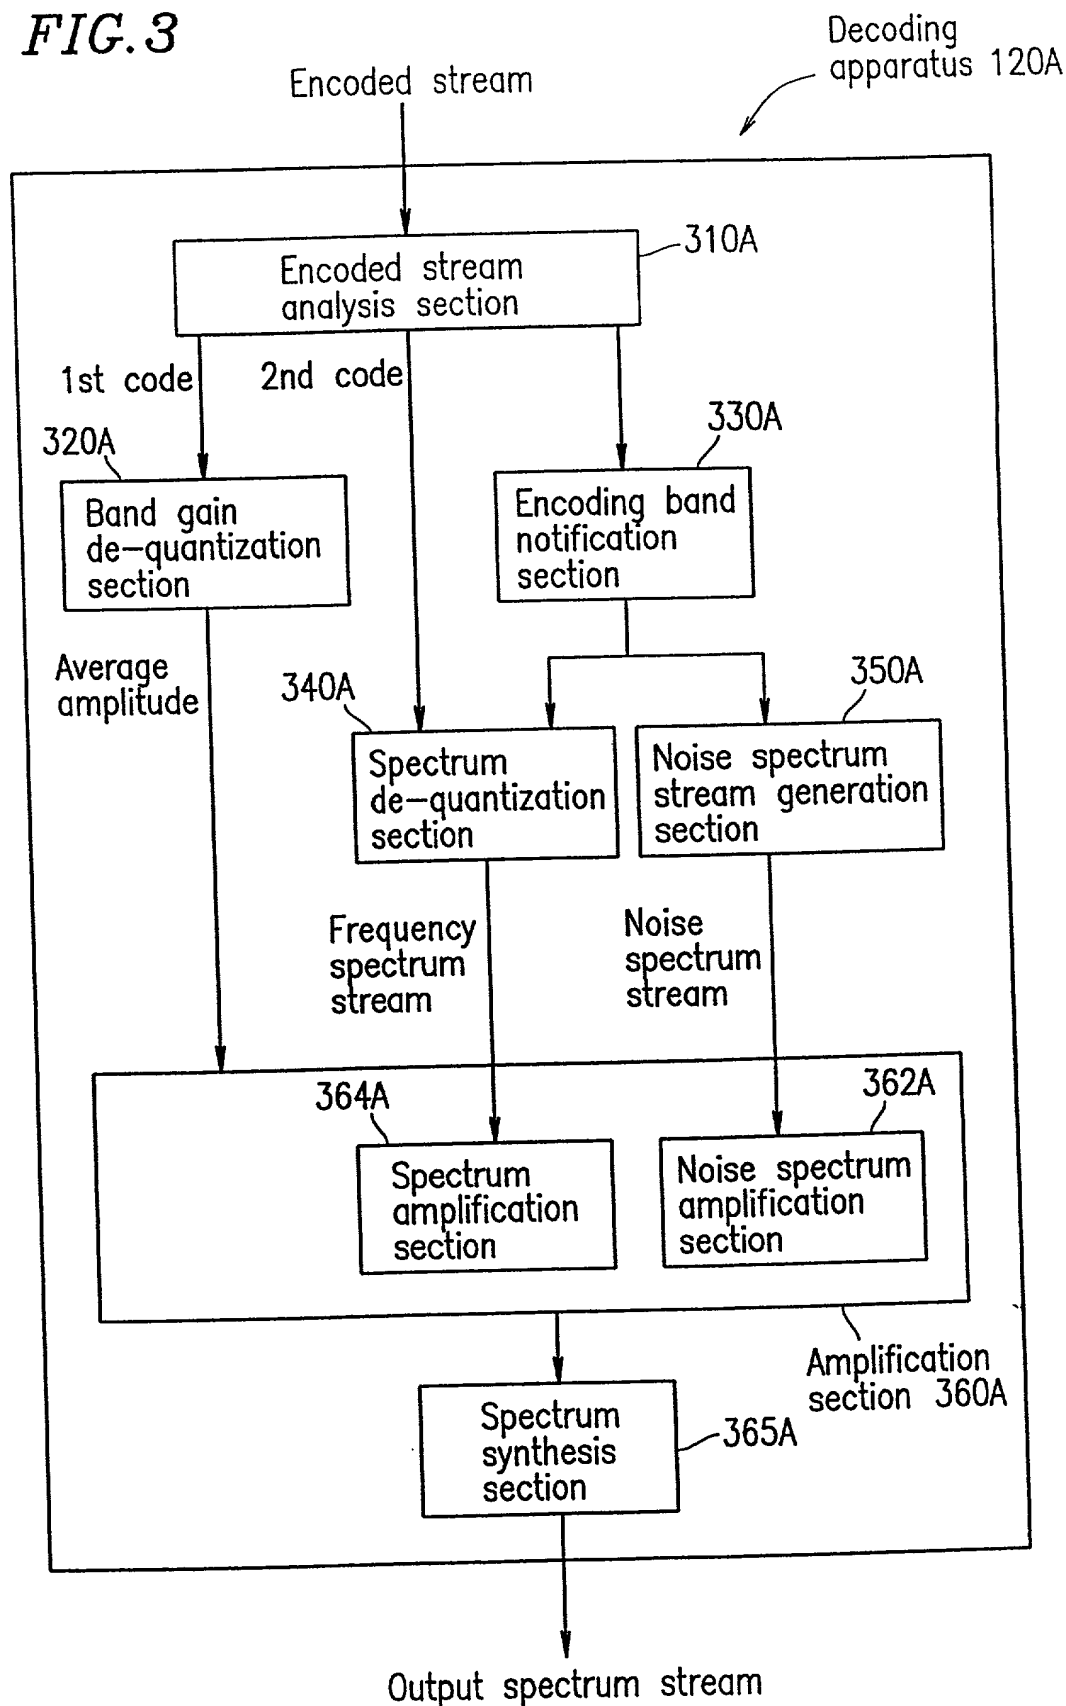 FIG. 3
Decoding
apparatus 120A
Encoded stream
310A
Encoded stream
analysis section
1st code
2nd code
320A
330A
Band gain
de-quantization
section
Encoding band
notification
section
Average
amplitude
340A
350A
Spectrum
de-quantization
section
Noise spectrum
stream generation
section
Frequency
spectrum
stream
Noise
spectrum
stream
364A
362A
Spectrum
amplification
section
Noise spectrum
amplification
section
Amplification
section 360A
Spectrum
synthesis
section
365A
Output spectrum stream